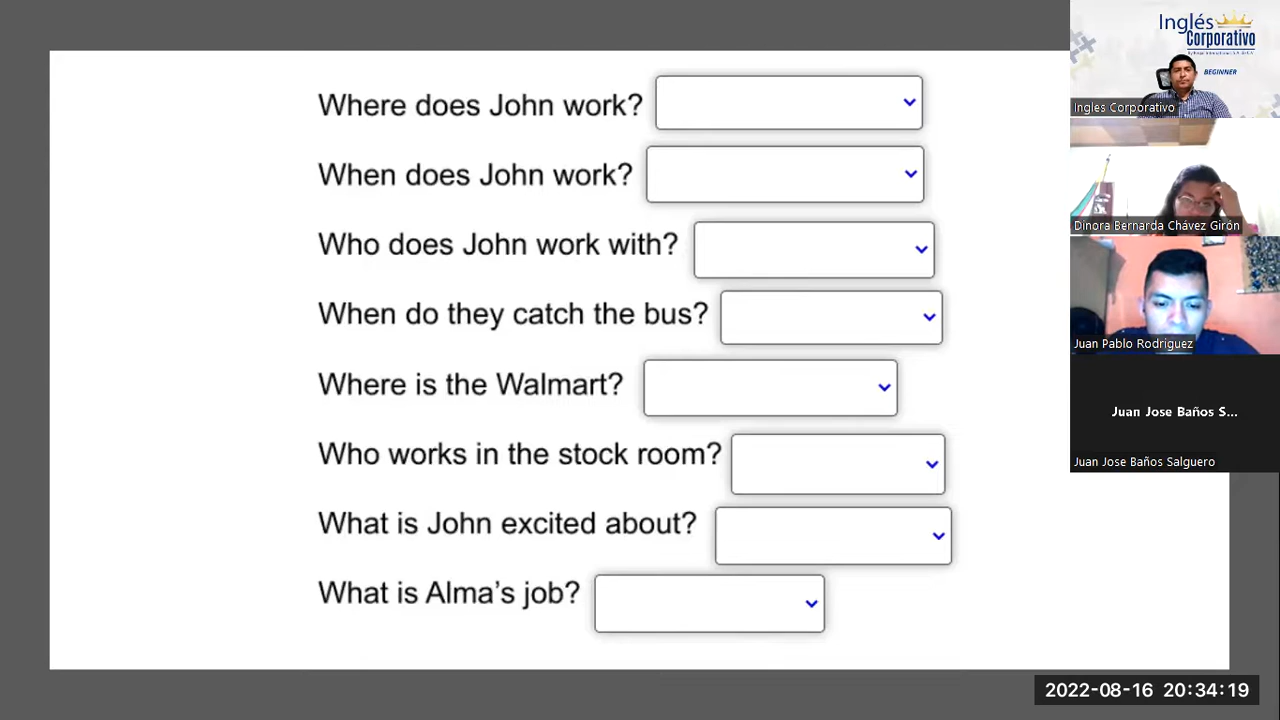 Where does John work?
When does John work?
Who does John work with?
When do they catch the bus?
Where is the Walmart?
Who works in the stock room?
What is John excited about?
What is Alma's job?
Inglés
Corporativo
BEGINNER
Ingles Corporativo
Dinora Bernarda Chávez Girón
Juan Pablo Rodriguez
Juan Jose Baños S...
Juan Jose Baños Salguero
2022-08-16 20:34:19